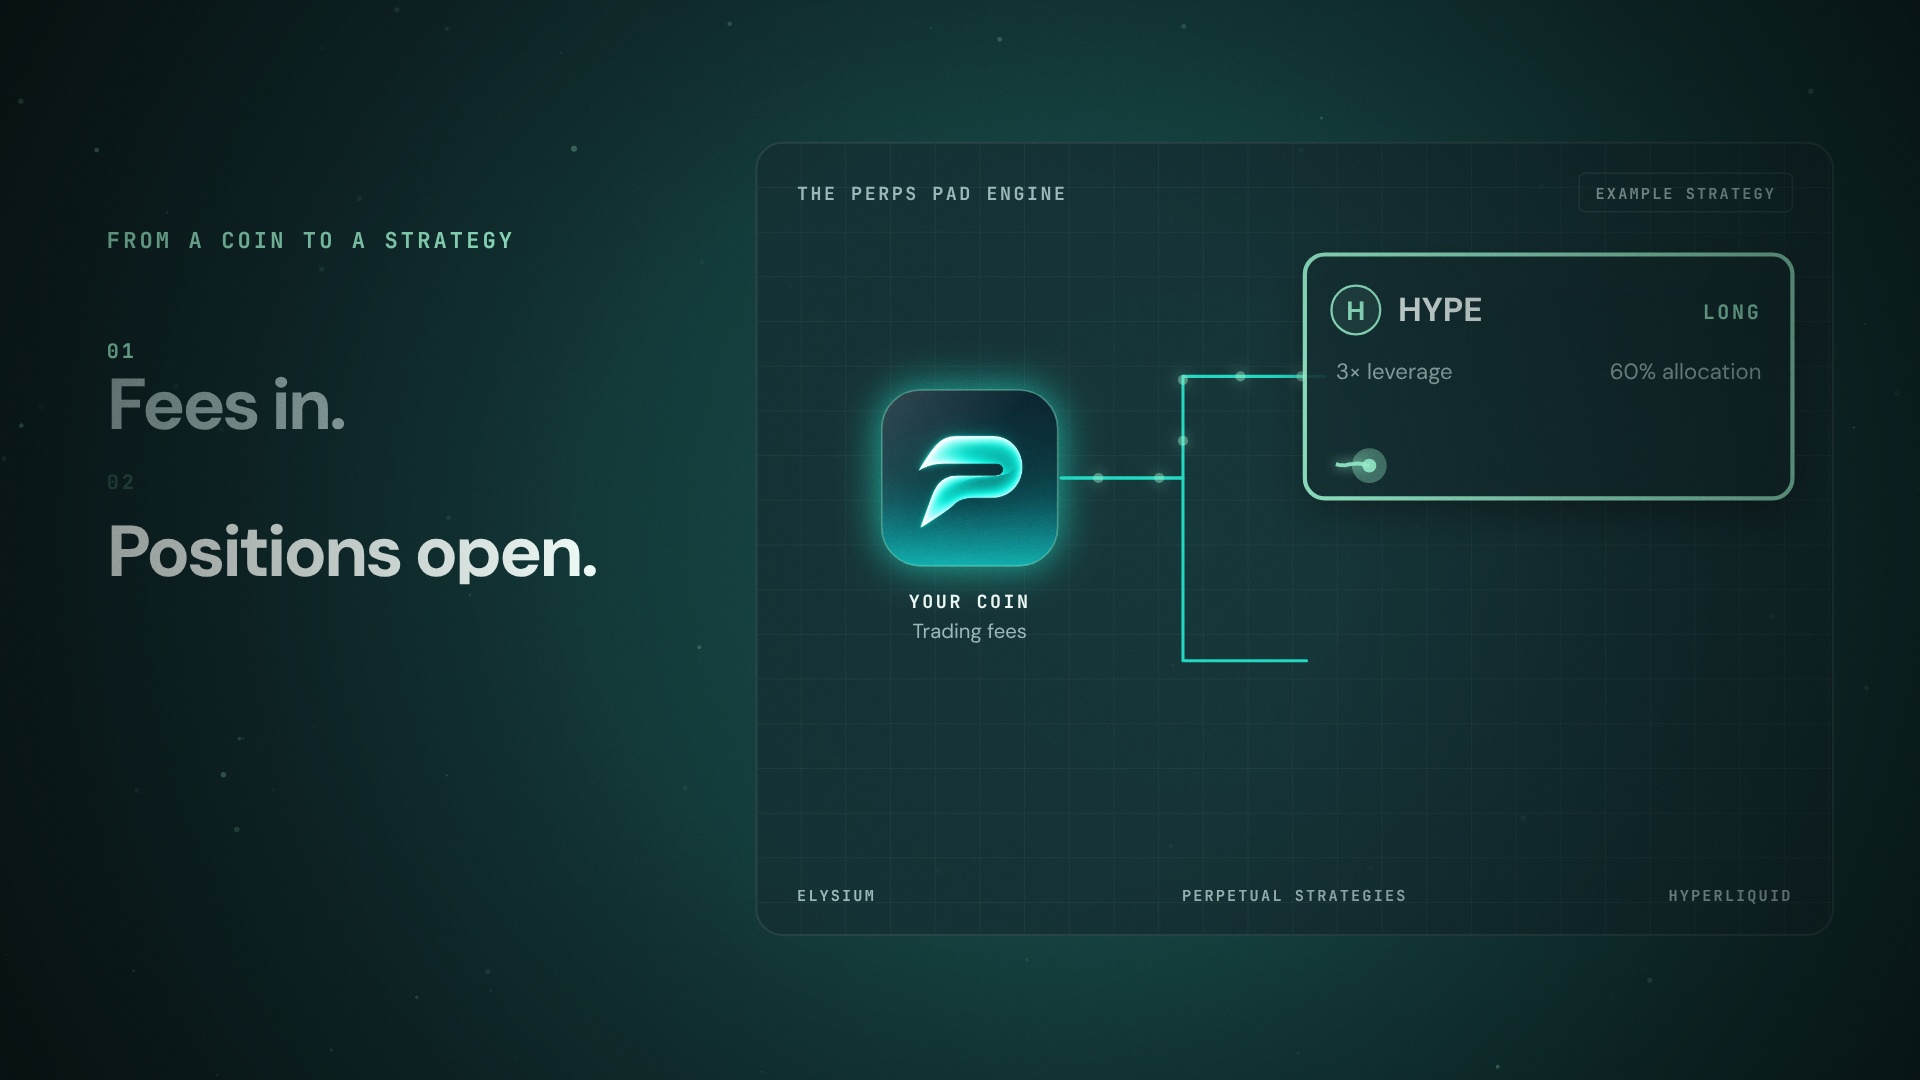 FROM A COIN TO A STRATEGY
01
Fees in.
02
Positions open.
THE PERPS PAD ENGINE
EXAMPLE STRATEGY
H HYPE
LONG
3× leverage
60% allocation
YOUR COIN
Trading fees
ELYSIUM
PERPETUAL STRATEGIES
HYPERLIQUID